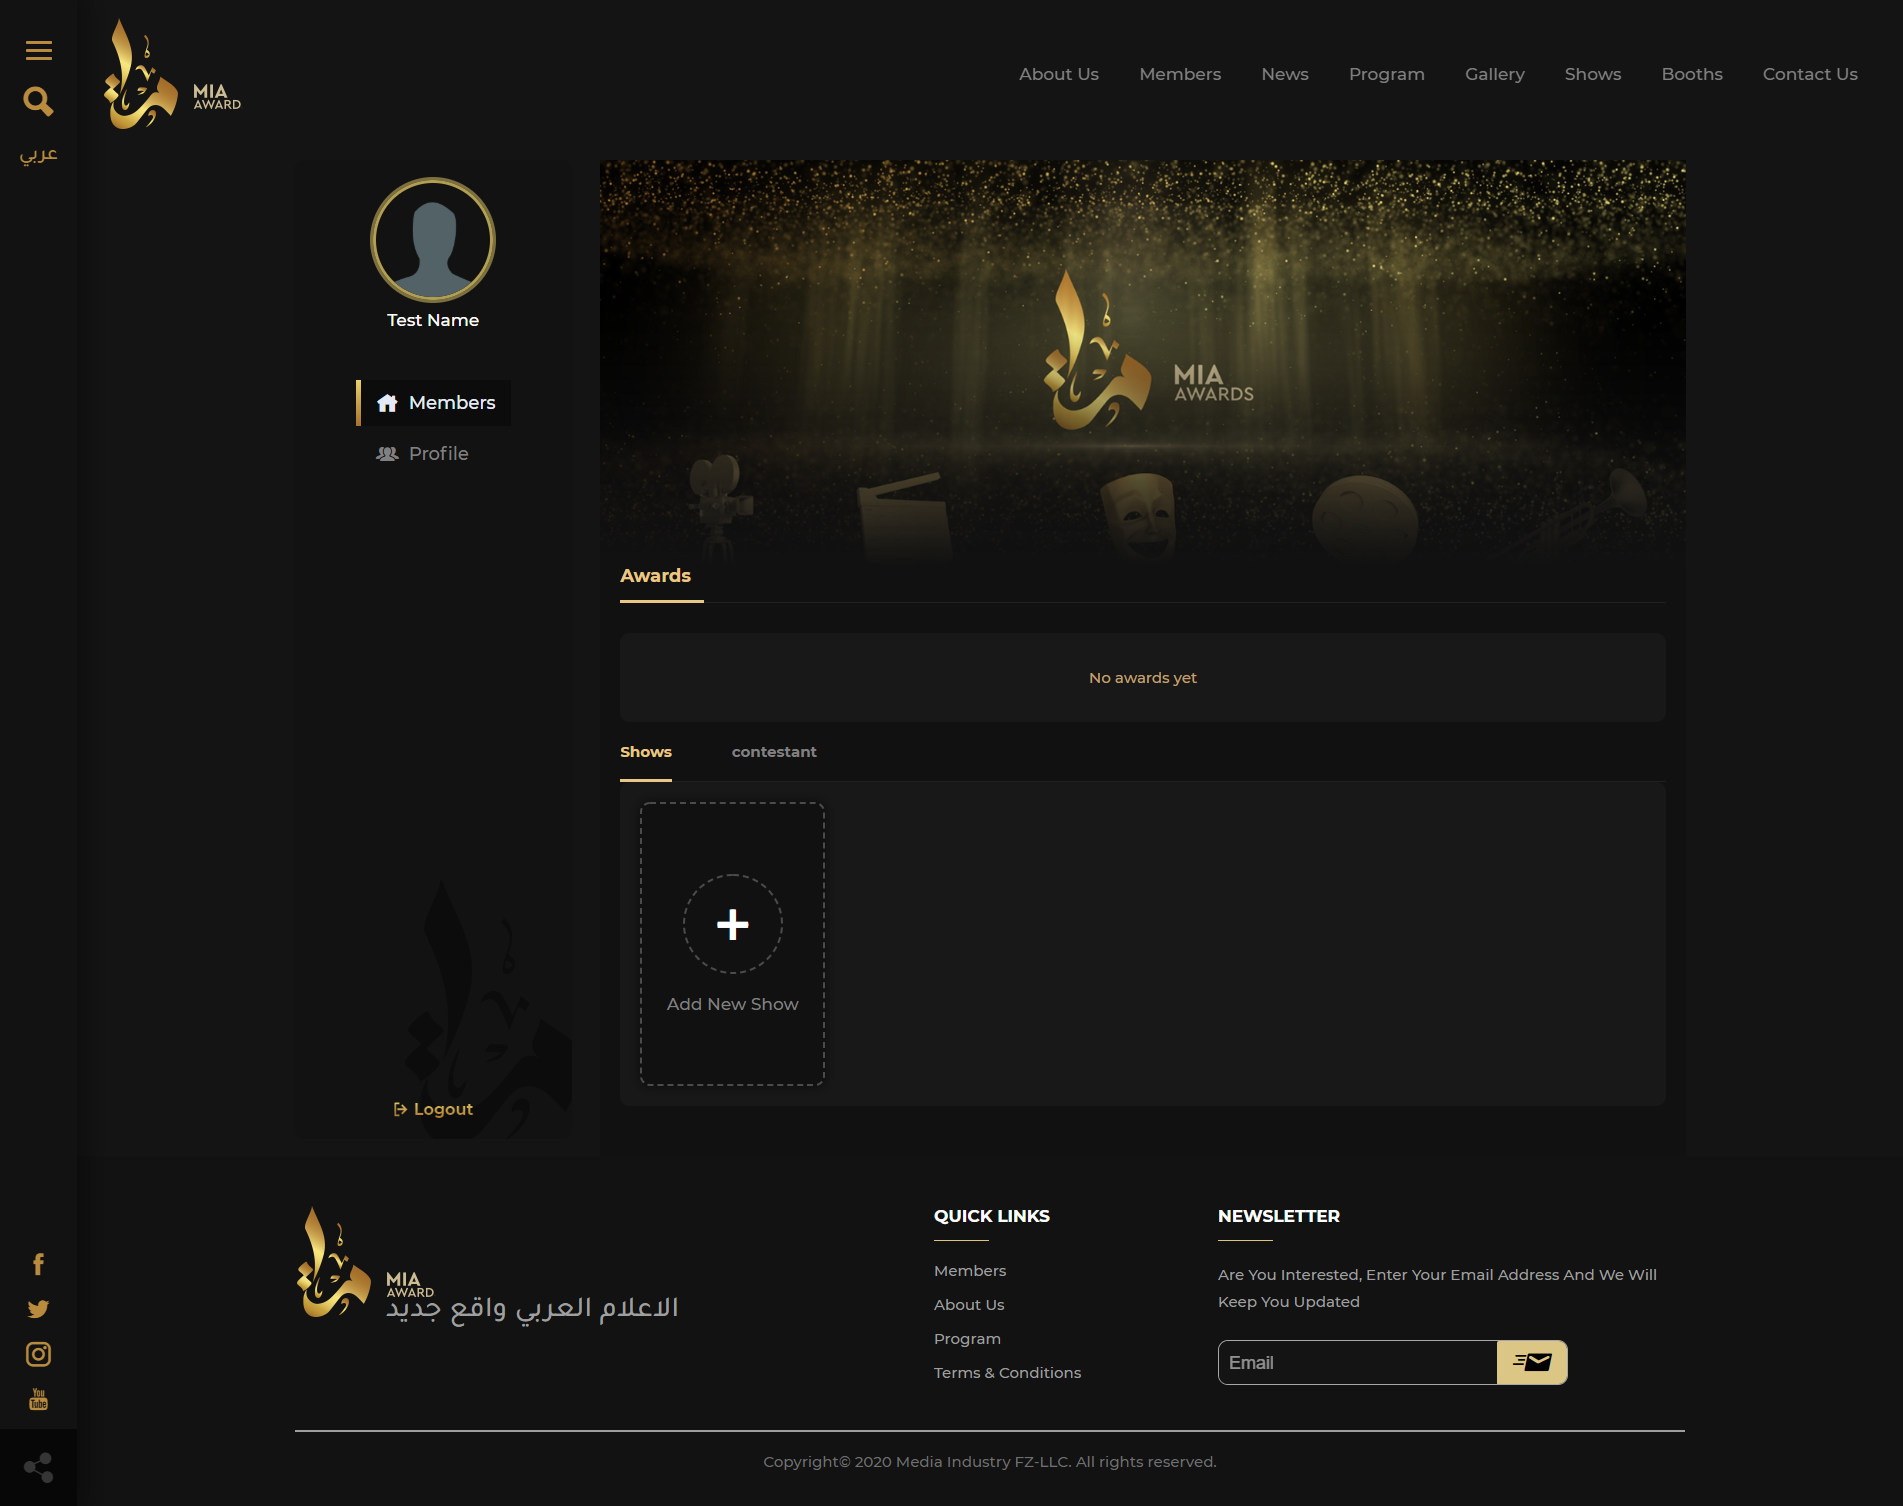 عربي
MIA
AWARD
About Us
Members
News
Program
Gallery
Shows
Booths
Contact Us
Test Name
Members
Profile
Logout
MIA
AWARDS
Awards
No awards yet
Shows
contestant
Add New Show
MIA
AWARD
الاعلام العربي واقع جديد
QUICK LINKS
Members
About Us
Program
Terms & Conditions
NEWSLETTER
Are You Interested, Enter Your Email Address And We Will
Keep You Updated
Email
You
Tube
Copyright© 2020 Media Industry FZ-LLC. All rights reserved.